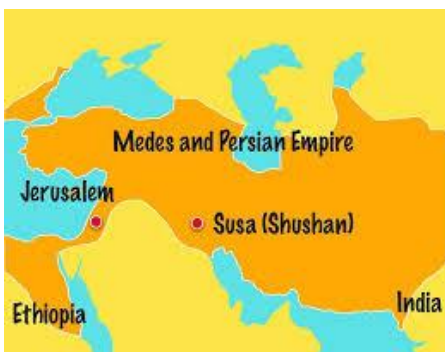 Medes and Persian Empire
Jerusalem
Susa (Shushan)
India
Ethiopia